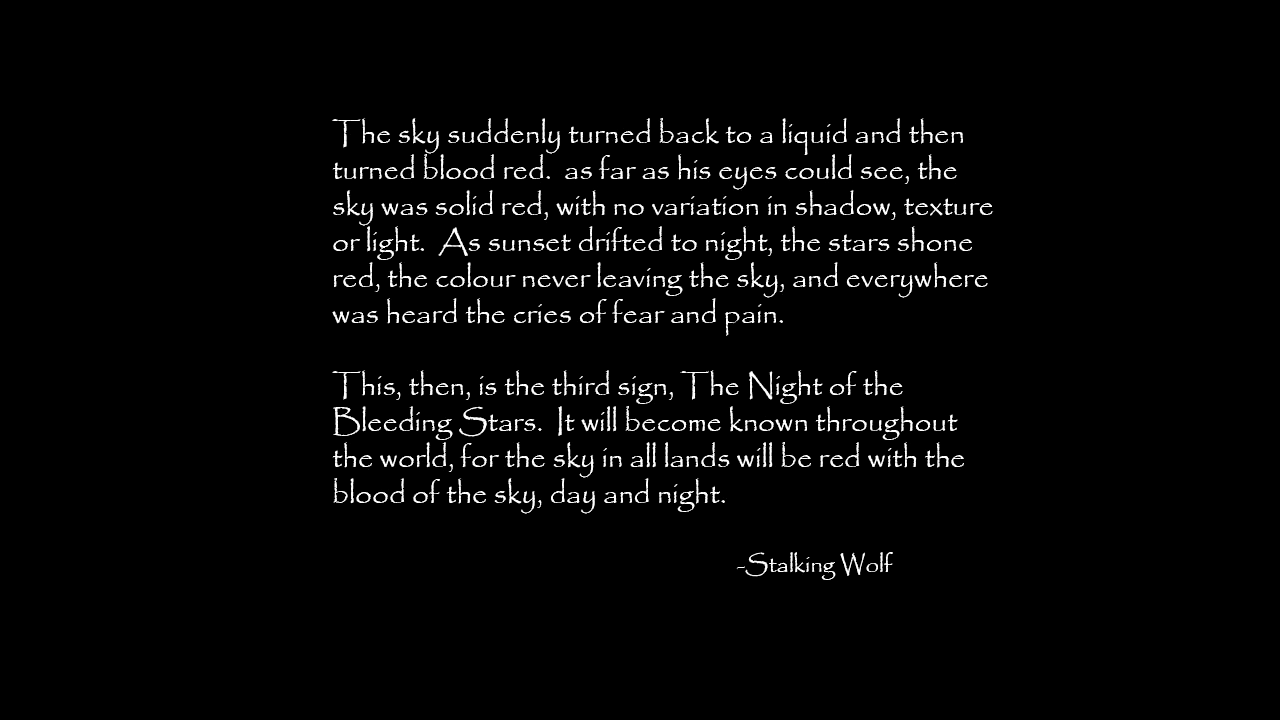 The sky suddenly turned back to a liquid and then
turned blood red.  as far as his eyes could see, the
sky was solid red, with no variation in shadow, texture
or light.  As sunset drifted to night, the stars shone
red, the colour never leaving the sky, and everywhere
was heard the cries of fear and pain.

This, then, is the third sign, The Night of the
Bleeding Stars.  It will become known throughout
the world, for the sky in all lands will be red with the
blood of the sky, day and night.

-Stalking Wolf